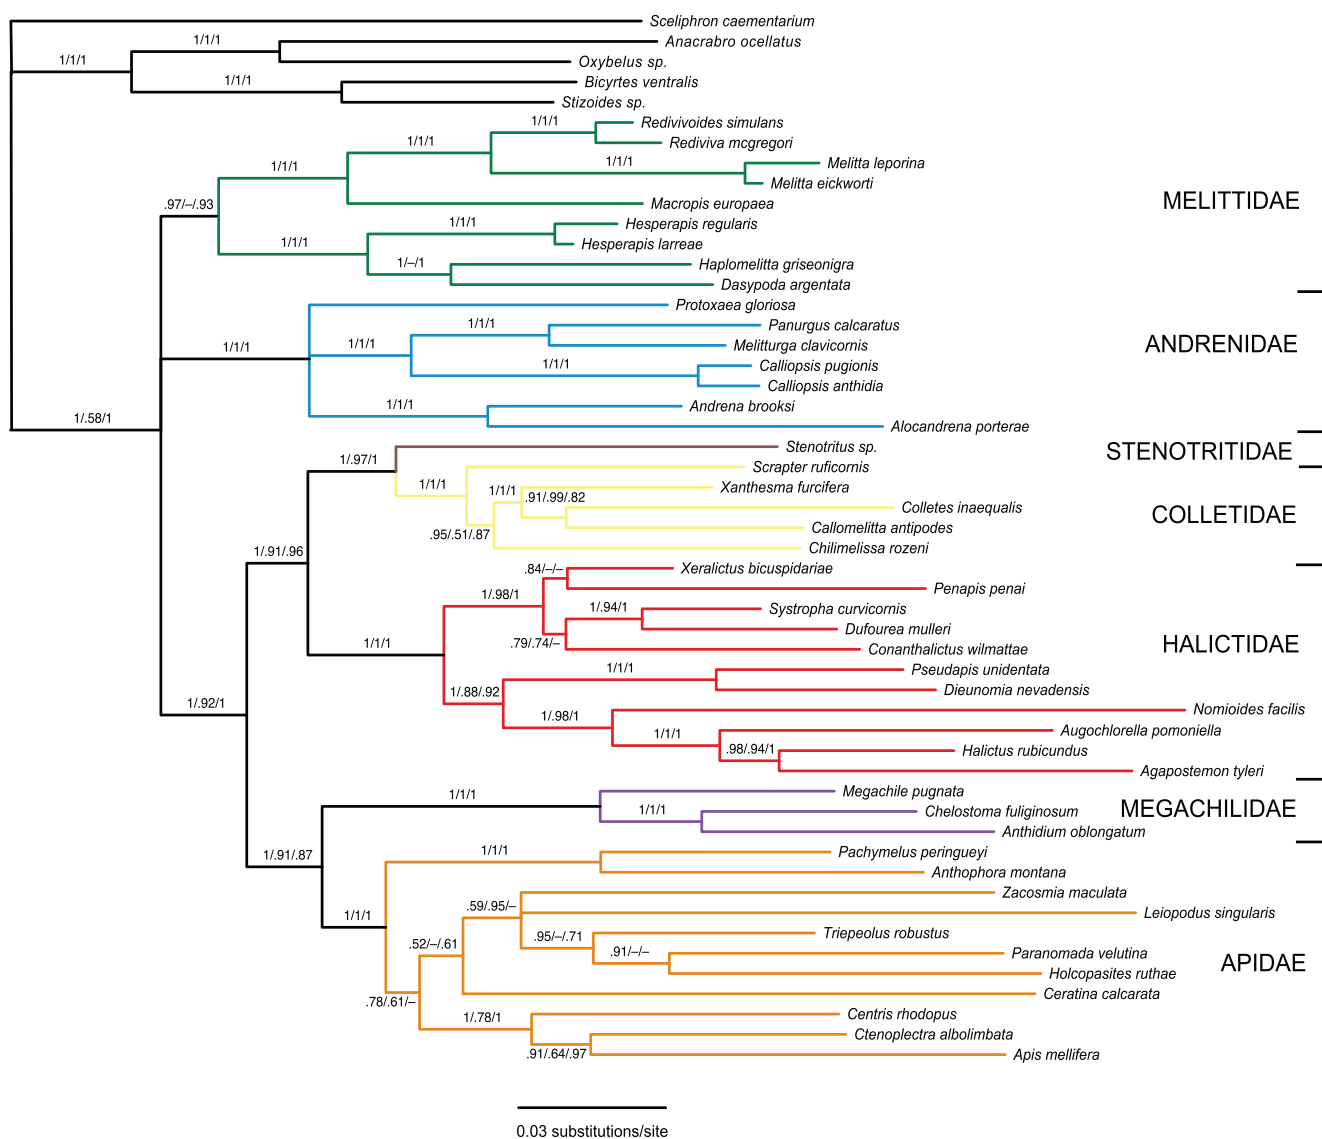 Sceliphron caementarium
1/1/1
Anacrabro ocellatus
1/1/1
Oxybelus sp.
1/1/1
Bicyrtes ventralis
Stizoides sp.
1/1/1
Redivivoides simulans
1/1/1
Rediviva mcgregori
1/1/1
Melitta leporina
1/1/1
Melitta eickworti
MELITTIDAE
.97/–/.93
Macropis europaea
1/1/1
Hesperapis regularis
1/1/1
Hesperapis larreae
1/–/1
Haplomelitta griseonigra
Dasypoda argentata
Protoxaea gloriosa
1/1/1
Panurgus calcaratus
1/1/1
1/1/1
Melitturga clavicornis
ANDRENIDAE
1/1/1
Calliopsis pugionis
Calliopsis anthidia
1/1/1
Andrena brooksi
1/.58/1
Alocandrena porterae
Stenotritus sp.
STENOTRITIDAE
1/.97/1
Scrapter ruficornis
1/1/1
1/1/1
Xanthesma furcifera
.91/.99/.82
Colletes inaequalis
COLLETIDAE
Callomelitta antipodes
.95/.51/.87
Chilimelissa rozeni
1/.91/.96
.84/–/–
Xeralictus bicuspidariae
Penapis penai
1/.98/1
1/.94/1
Systropha curvicornis
Dufourea mulleri
.79/.74/–
Conanthalictus wilmattae
HALICTIDAE
1/1/1
1/1/1
Pseudapis unidentata
1/.88/.92
Dieunomia nevadensis
1/.92/1
Nomioides facilis
1/.98/1
1/1/1
Augochlorella pomoniella
.98/.94/1
Halictus rubicundus
Agapostemon tyleri
1/1/1
Megachile pugnata
1/1/1
Chelostoma fuliginosum
MEGACHILIDAE
Anthidium oblongatum
1/.91/.87
1/1/1
Pachymelus peringueyi
Anthophora montana
Zacosmia maculata
.59/.95/–
1/1/1
Leiopodus singularis
.95/–/.71
Triepeolus robustus
.52/–/.61
.91/–/–
Paranomada velutina
APIDAE
Holcopasites ruthae
Ceratina calcarata
.78/.61/–
1/.78/1
Centris rhodopus
Ctenoplectra albolimbata
.91/.64/.97
Apis mellifera
0.03 substitutions/site